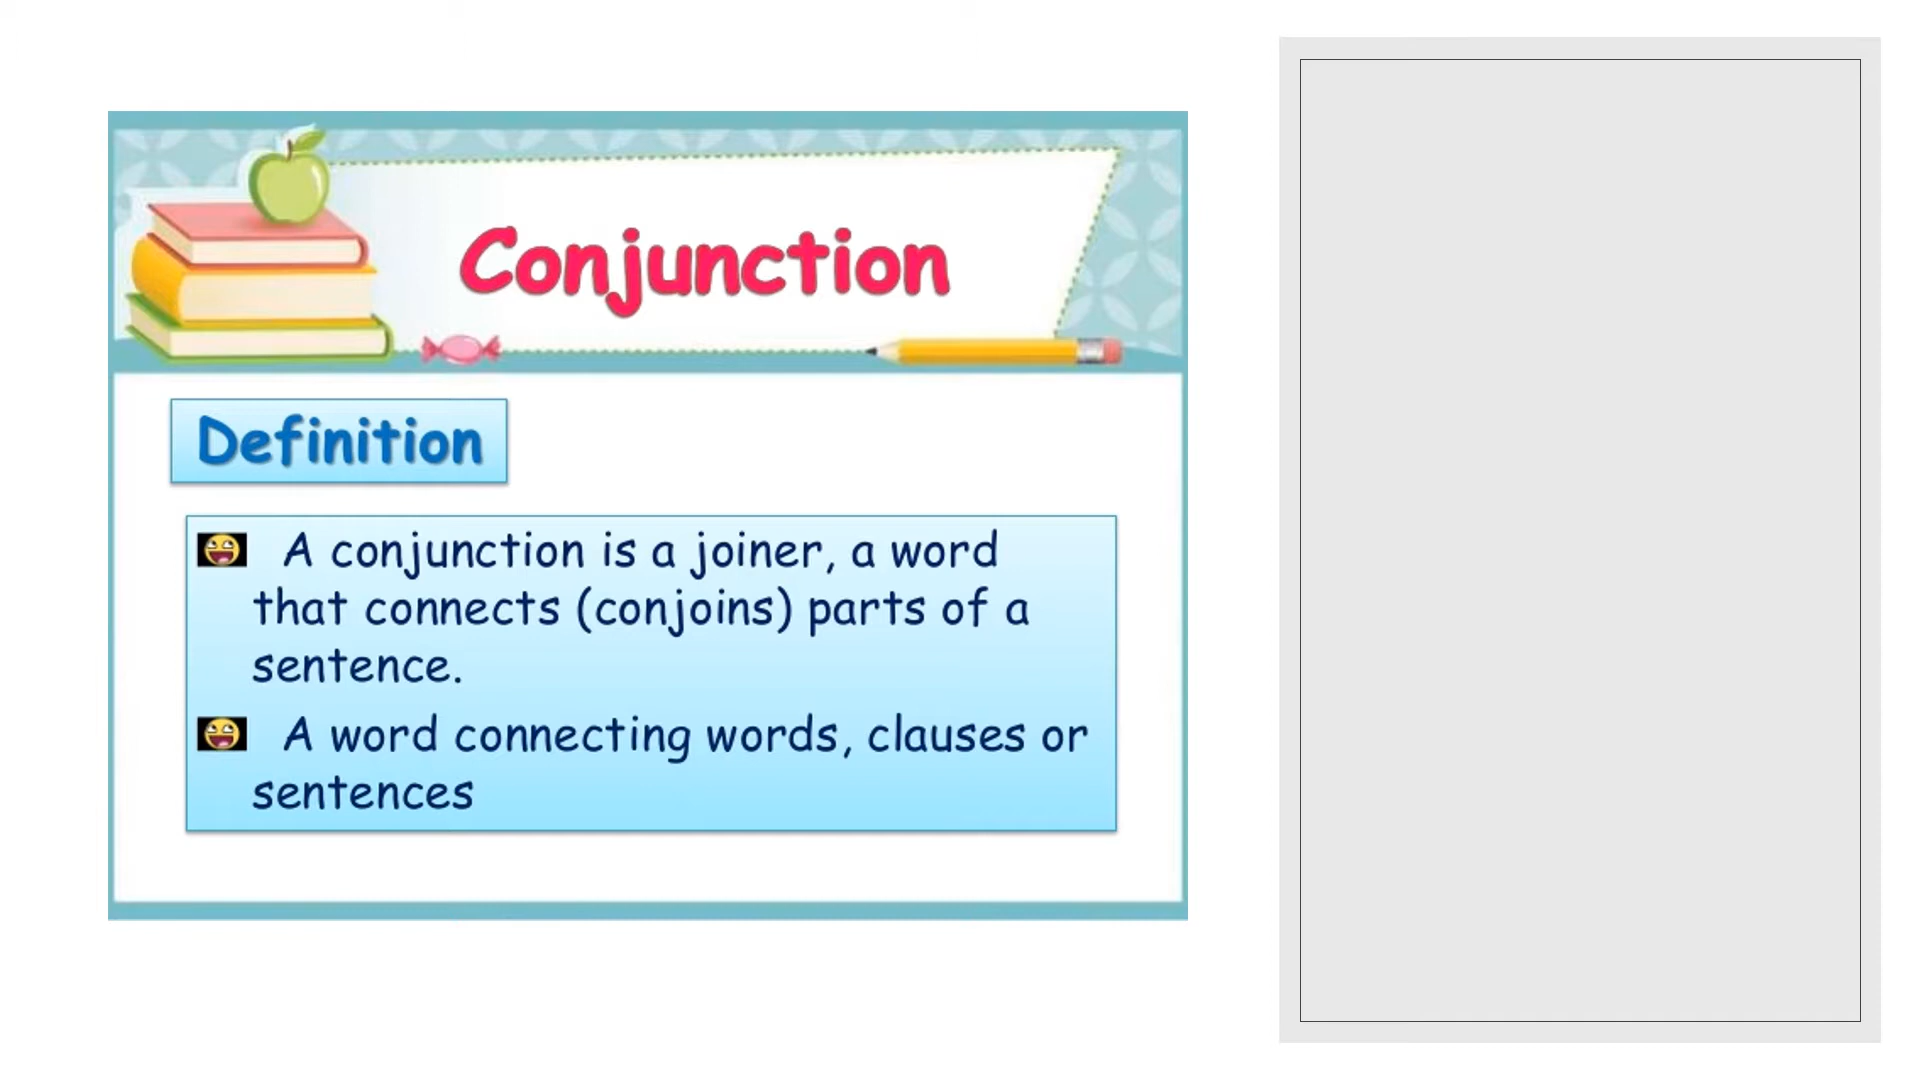 Conjunction
Definition
A conjunction is a joiner, a word
that connects (conjoins) parts of a
sentence.
A word connecting words, clauses or
sentences